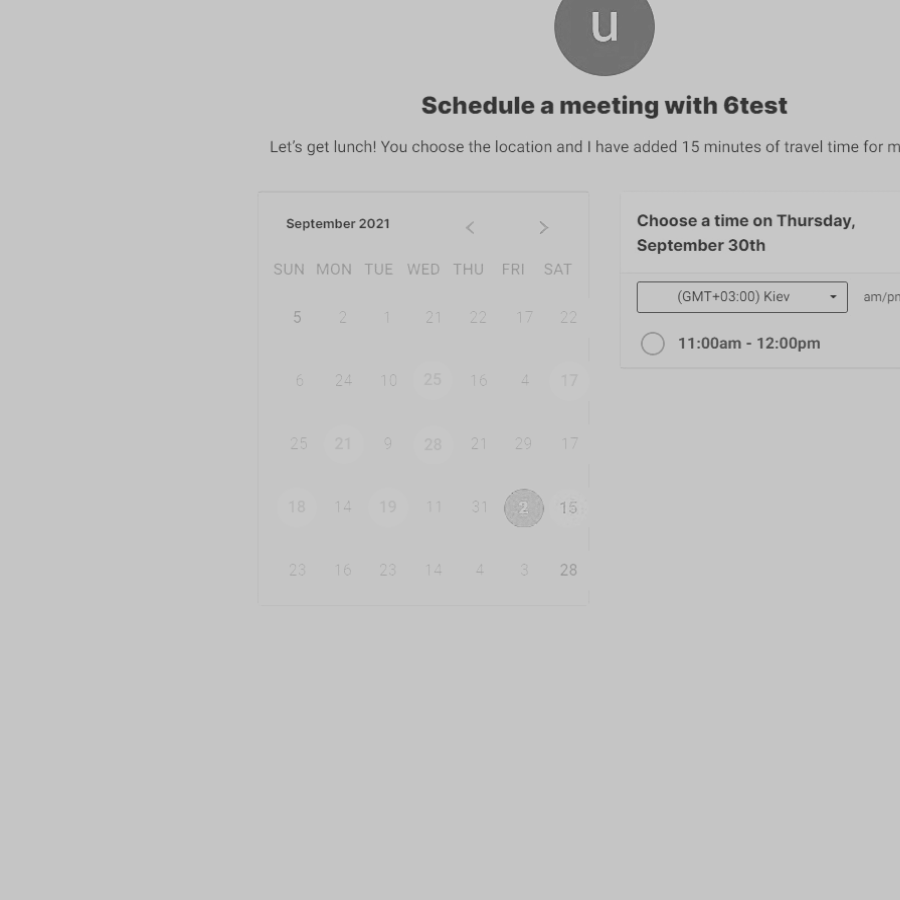 u
Schedule a meeting with 6test
Let's get lunch! You choose the location and I have added 15 minutes of travel time for m
September 2021
SUN MON TUE WED THU FRI SAT
5 2 1 21 22 17 22
6 24 10 25 16 4 17
25 21 9 28 21 29 17
18 14 19 11 31 2 15
23 16 23 14 4 3 28
Choose a time on Thursday,
September 30th
(GMT+03:00) Kiev am/pm
11:00am - 12:00pm